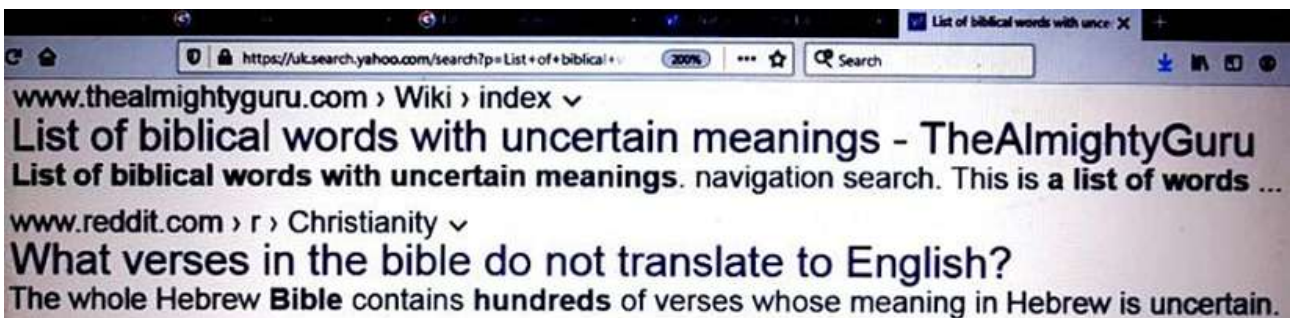 List of biblical words with unce
https://uk.search.yahoo.com/search?p=List+of+biblical+
200%
Search
www.thealmightyguru.com › Wiki › index
List of biblical words with uncertain meanings - TheAlmightyGuru
List of biblical words with uncertain meanings. navigation search. This is a list of words ...
www.reddit.com › r › Christianity
What verses in the bible do not translate to English?
The whole Hebrew Bible contains hundreds of verses whose meaning in Hebrew is uncertain.